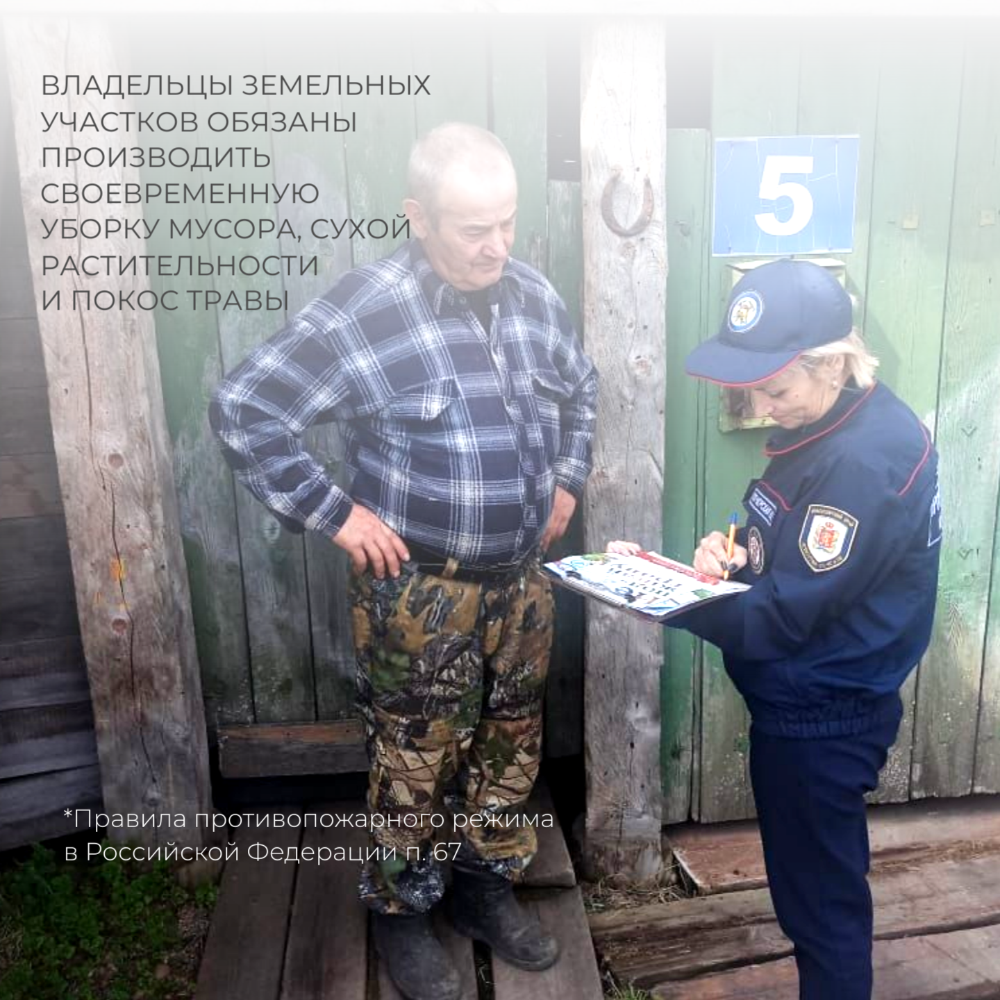 ВЛАДЕЛЬЦЫ ЗЕМЕЛЬНЫХ
УЧАСТКОВ ОБЯЗАНЫ
ПРОИЗВОДИТЬ
СВОЕВРЕМЕННУЮ
УБОРКУ МУСОРА, СУХОЙ
РАСТИТЕЛЬНОСТИ
И ПОКОС ТРАВЫ
5
*Правила противопожарного режима
в Российской Федерации п. 67